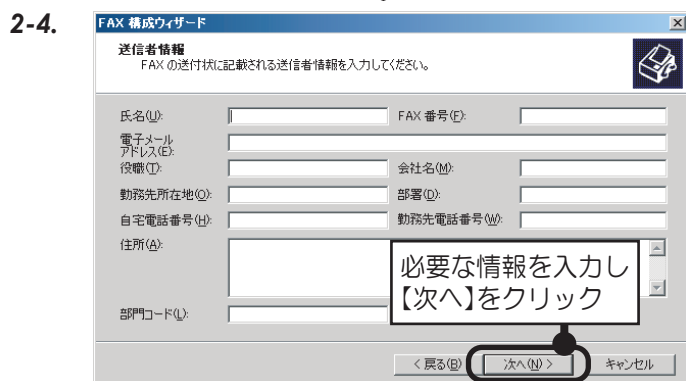 2-4.
FAX 構成ウィザード
送信者情報
FAX の送付状に記載される送信者情報を入力してください。
氏名(U):
FAX 番号(F):
電子メール
アドレス(E):
役職(T):
会社名(M):
勤務先所在地(O):
部署(D):
自宅電話番号(H):
勤務先電話番号(W):
住所(A):
必要な情報を入力し
【次へ】をクリック
部門コード(L):
< 戻る(B)
次へ(N) >
キャンセル